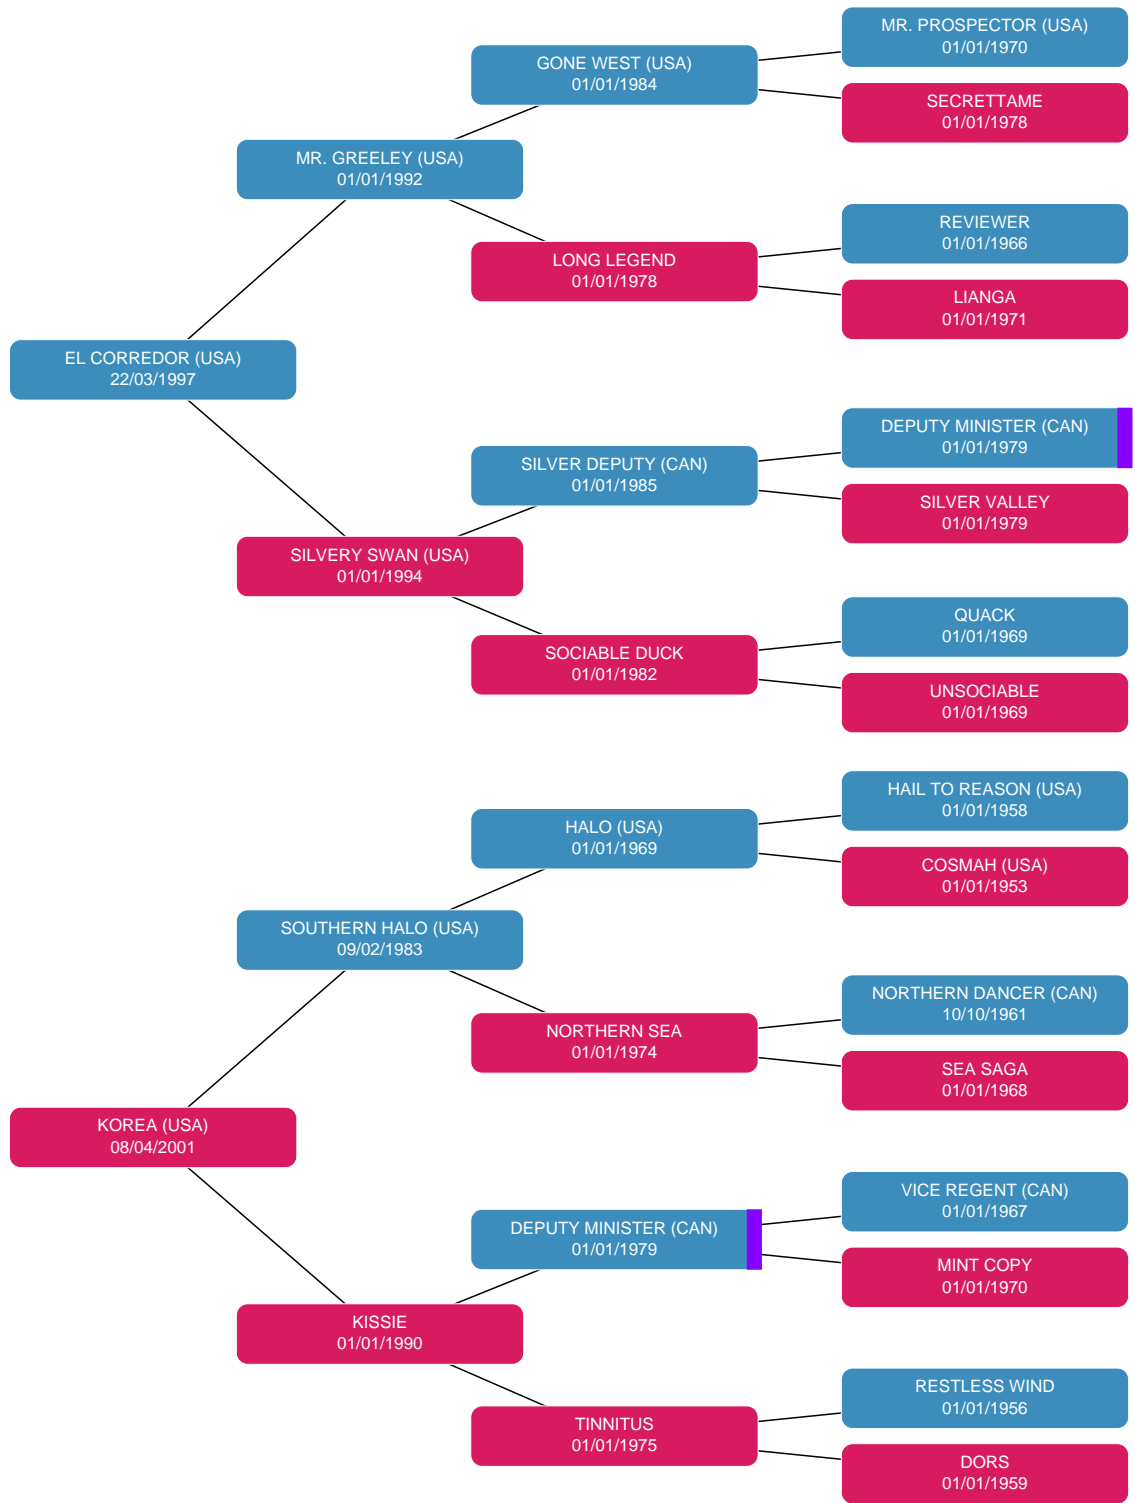 MR. PROSPECTOR (USA)
01/01/1970
GONE WEST (USA)
01/01/1984
SECRETTAME
01/01/1978
MR. GREELEY (USA)
01/01/1992
REVIEWER
01/01/1966
LONG LEGEND
01/01/1978
LIANGA
01/01/1971
EL CORREDOR (USA)
22/03/1997
DEPUTY MINISTER (CAN)
01/01/1979
SILVER DEPUTY (CAN)
01/01/1985
SILVER VALLEY
01/01/1979
SILVERY SWAN (USA)
01/01/1994
QUACK
01/01/1969
SOCIABLE DUCK
01/01/1982
UNSOCIABLE
01/01/1969
HAIL TO REASON (USA)
01/01/1958
HALO (USA)
01/01/1969
COSMAH (USA)
01/01/1953
SOUTHERN HALO (USA)
09/02/1983
NORTHERN DANCER (CAN)
10/10/1961
NORTHERN SEA
01/01/1974
SEA SAGA
01/01/1968
KOREA (USA)
08/04/2001
VICE REGENT (CAN)
01/01/1967
DEPUTY MINISTER (CAN)
01/01/1979
MINT COPY
01/01/1970
KISSIE
01/01/1990
RESTLESS WIND
01/01/1956
TINNITUS
01/01/1975
DORS
01/01/1959